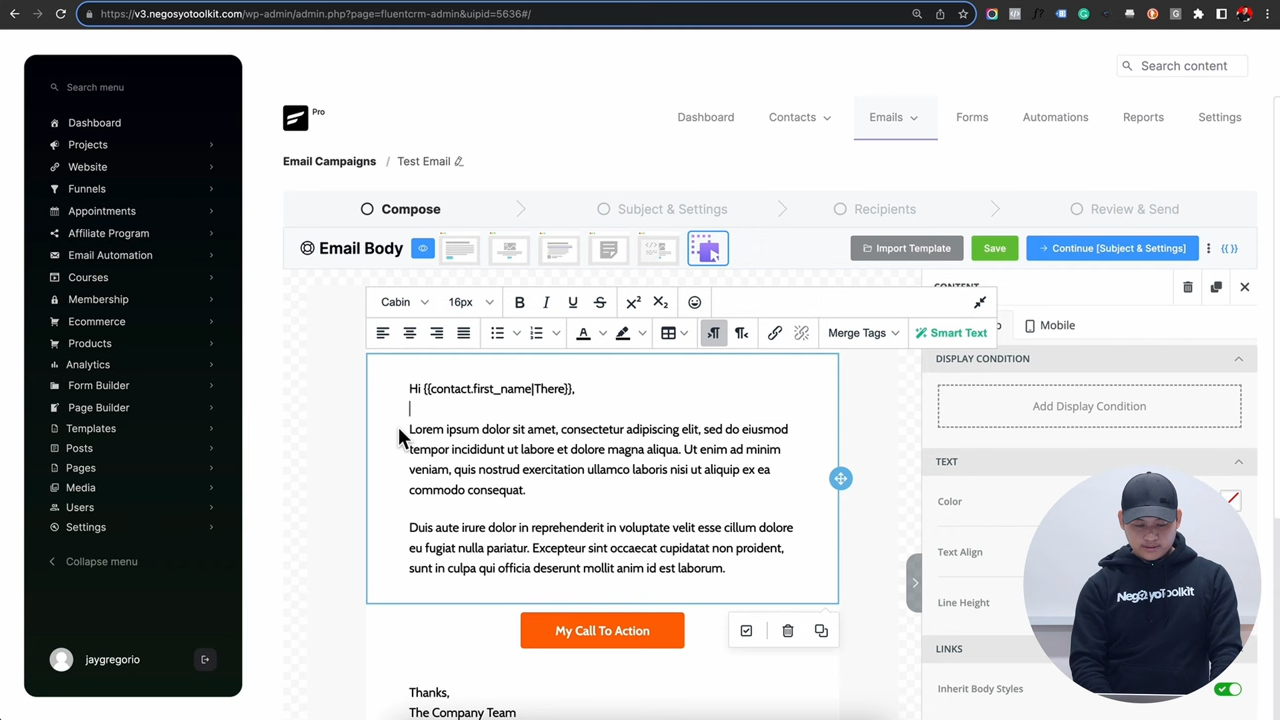 https://v3.negosyotoolkit.com/wp-admin/admin.php?page=fluentcrm-admin&uipid=5636#/
Search menu
Dashboard
Projects
Website
Funnels
Appointments
Affiliate Program
Email Automation
Courses
Membership
Ecommerce
Products
Analytics
Form Builder
Page Builder
Templates
Posts
Pages
Media
Users
Settings
Collapse menu
jaygregorio
Search content
Pro
Dashboard Contacts Emails Forms Automations Reports Settings
Email Campaigns / Test Email
Compose Subject & Settings Recipients Review & Send
Email Body Import Template Save Continue [Subject & Settings] {{}}
Cabin 16px B I U S X² X₂
A Merge Tags Smart Text
Hi {{contact.first_name|There}},
Lorem ipsum dolor sit amet, consectetur adipiscing elit, sed do eiusmod
tempor incididunt ut labore et dolore magna aliqua. Ut enim ad minim
veniam, quis nostrud exercitation ullamco laboris nisi ut aliquip ex ea
commodo consequat.
Duis aute irure dolor in reprehenderit in voluptate velit esse cillum dolore
eu fugiat nulla pariatur. Excepteur sint occaecat cupidatat non proident,
sunt in culpa qui officia deserunt mollit anim id est laborum.
My Call To Action
Thanks,
The Company Team
CONTENT
Mobile
DISPLAY CONDITION
Add Display Condition
TEXT
Color
Text Align
Line Height
LINKS
Inherit Body Styles
NegosyoToolkit